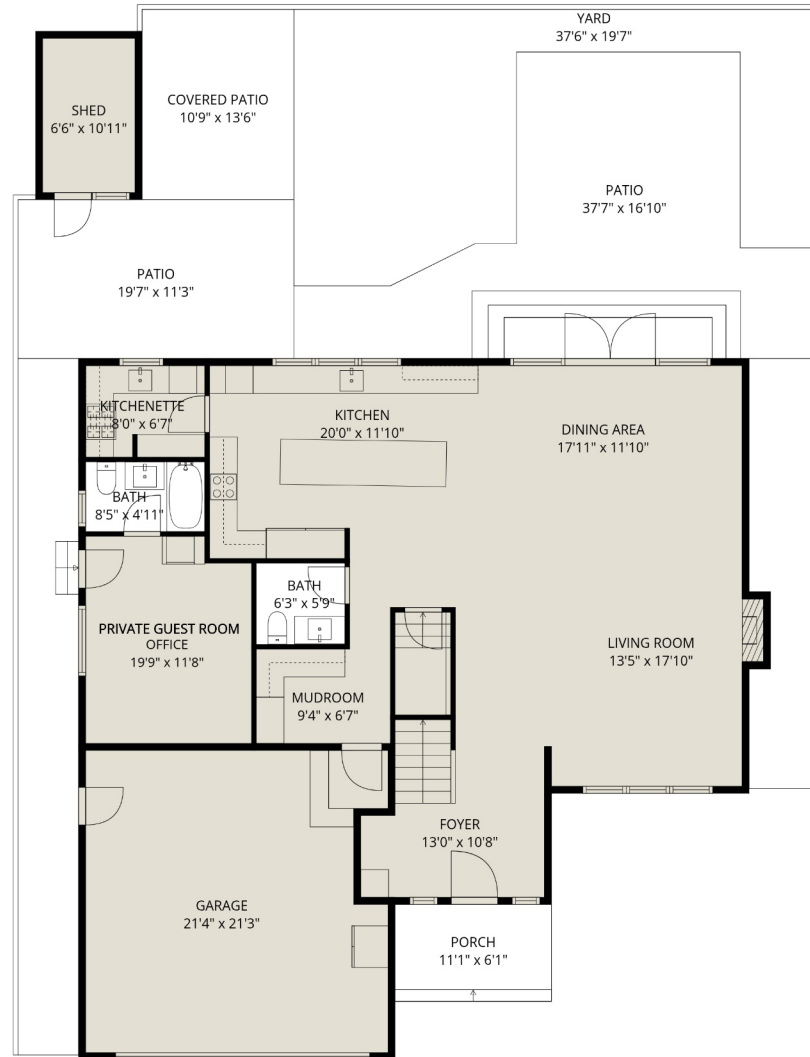 YARD
37'6" x 19'7"
SHED
6'6" x 10'11"
COVERED PATIO
10'9" x 13'6"
PATIO
37'7" x 16'10"
PATIO
19'7" x 11'3"
KITCHENETTE
8'0" x 6'7"
KITCHEN
20'0" x 11'10"
DINING AREA
17'11" x 11'10"
BATH
8'5" x 4'11"
BATH
6'3" x 5'9"
PRIVATE GUEST ROOM
OFFICE
19'9" x 11'8"
LIVING ROOM
13'5" x 17'10"
MUDROOM
9'4" x 6'7"
FOYER
13'0" x 10'8"
GARAGE
21'4" x 21'3"
PORCH
11'1" x 6'1"